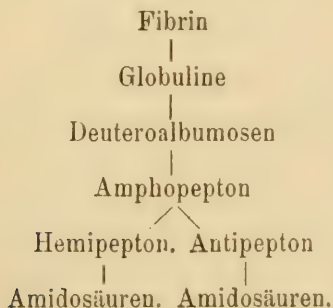 Fibrin
Globuline
Deuteroalbumosen
Amphopepton
Hemipepton. Antipepton
Amidosäuren. Amidosäuren.